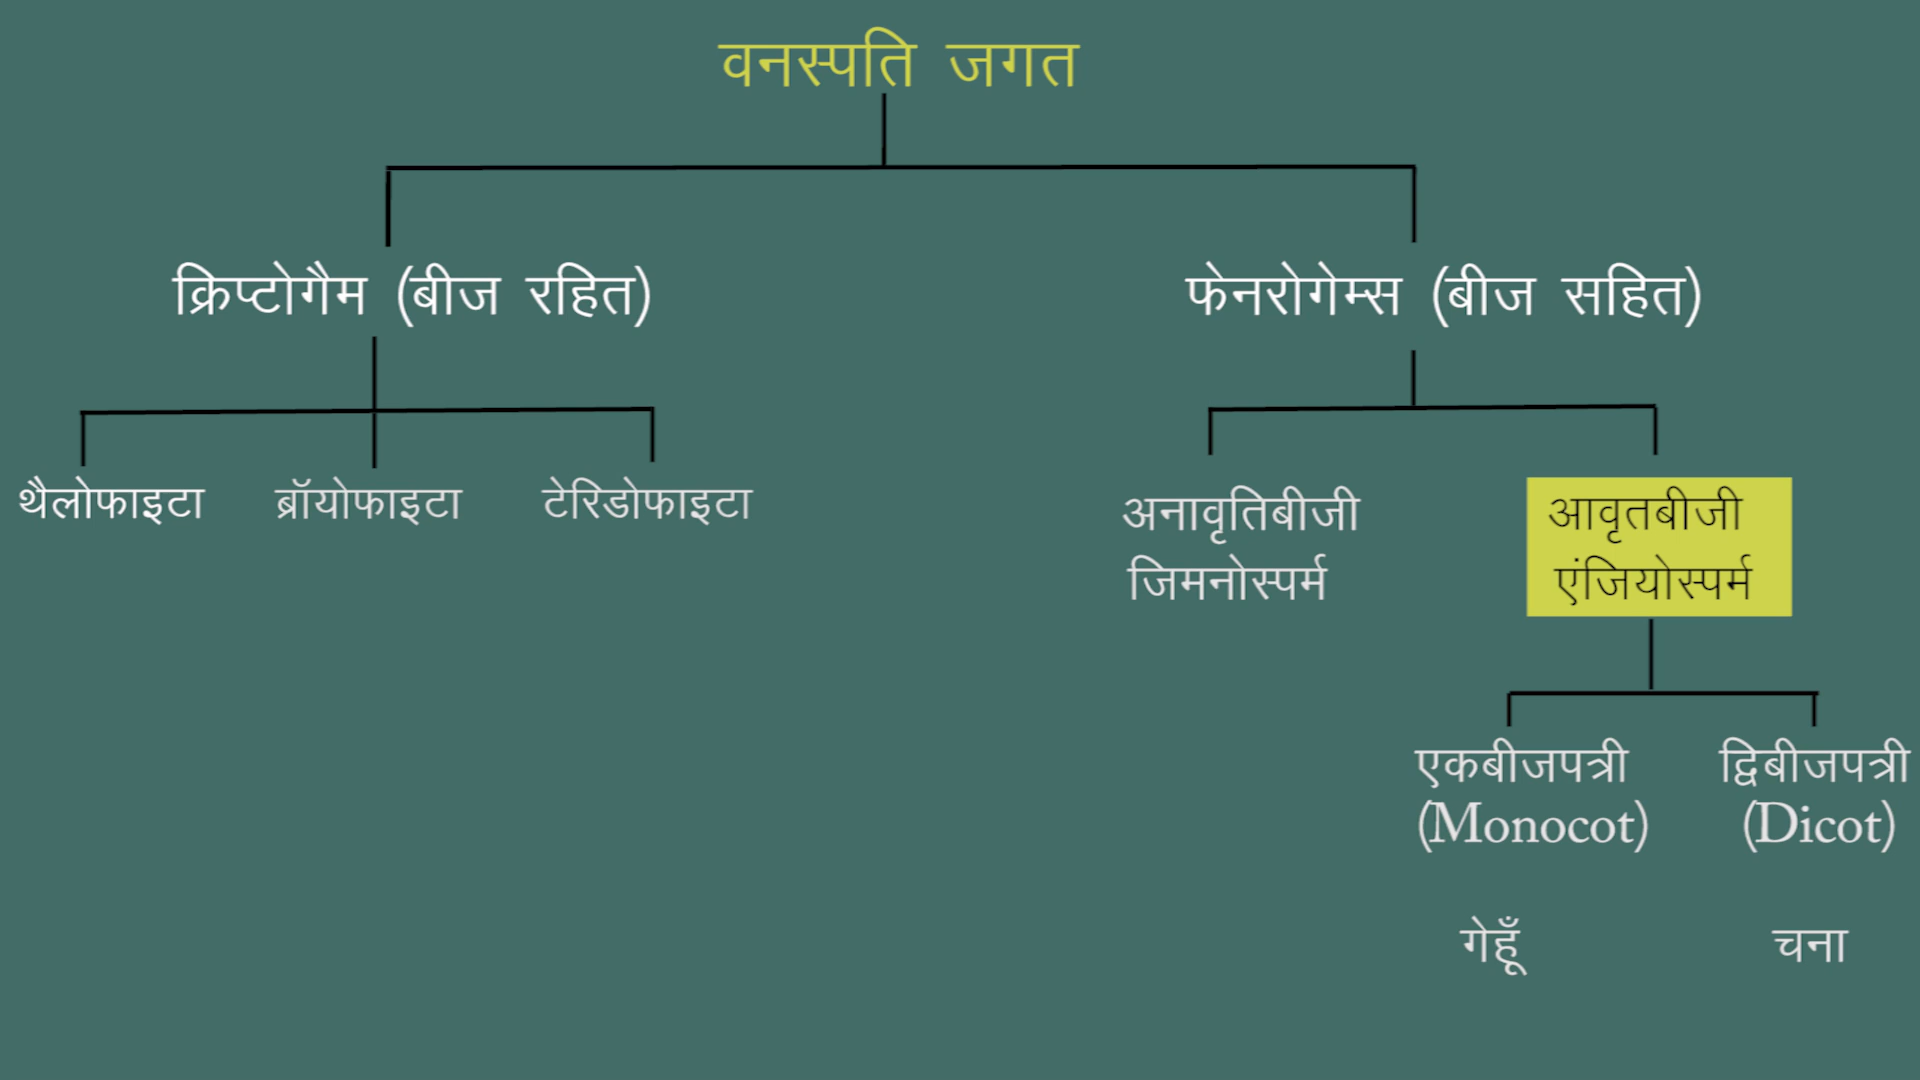 वनस्पति जगत
क्रिप्टोगैम (बीज रहित)
फेनरोगेम्स (बीज सहित)
थैलोफाइटा
ब्रॉयोफाइटा
टेरिडोफाइटा
अनावृतिबीजी
जिमनोस्पर्म
आवृतबीजी
एंजियोस्पर्म
एकबीजपत्री
(Monocot)
द्विबीजपत्री
(Dicot)
गेहूँ
चना